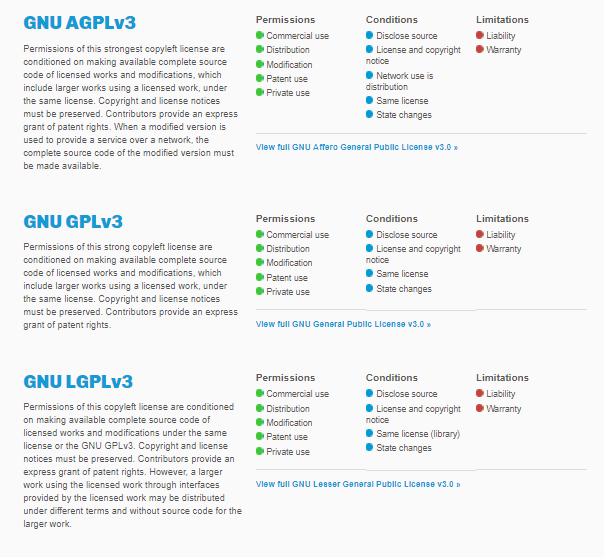 GNU AGPLv3
Permissions of this strongest copyleft license are
conditioned on making available complete source
code of licensed works and modifications, which
include larger works using a licensed work, under
the same license. Copyright and license notices
must be preserved. Contributors provide an express
grant of patent rights. When a modified version is
used to provide a service over a network, the
complete source code of the modified version must
be made available.
Permissions
Commercial use
Distribution
Modification
Patent use
Private use
Conditions
Disclose source
License and copyright
notice
Network use is
distribution
Same license
State changes
Limitations
Liability
Warranty
View full GNU Affero General Public License v3.0 »
GNU GPLv3
Permissions of this strong copyleft license are
conditioned on making available complete source
code of licensed works and modifications, which
include larger works using a licensed work, under
the same license. Copyright and license notices
must be preserved. Contributors provide an express
grant of patent rights.
Permissions
Commercial use
Distribution
Modification
Patent use
Private use
Conditions
Disclose source
License and copyright
notice
Same license
State changes
Limitations
Liability
Warranty
View full GNU General Public License v3.0 »
GNU LGPLv3
Permissions of this copyleft license are conditioned
on making available complete source code of
licensed works and modifications under the same
license or the GNU GPLv3. Copyright and license
notices must be preserved. Contributors provide an
express grant of patent rights. However, a larger
work using the licensed work through interfaces
provided by the licensed work may be distributed
under different terms and without source code for the
larger work.
Permissions
Commercial use
Distribution
Modification
Patent use
Private use
Conditions
Disclose source
License and copyright
notice
Same license (library)
State changes
Limitations
Liability
Warranty
View full GNU Lesser General Public License v3.0 »